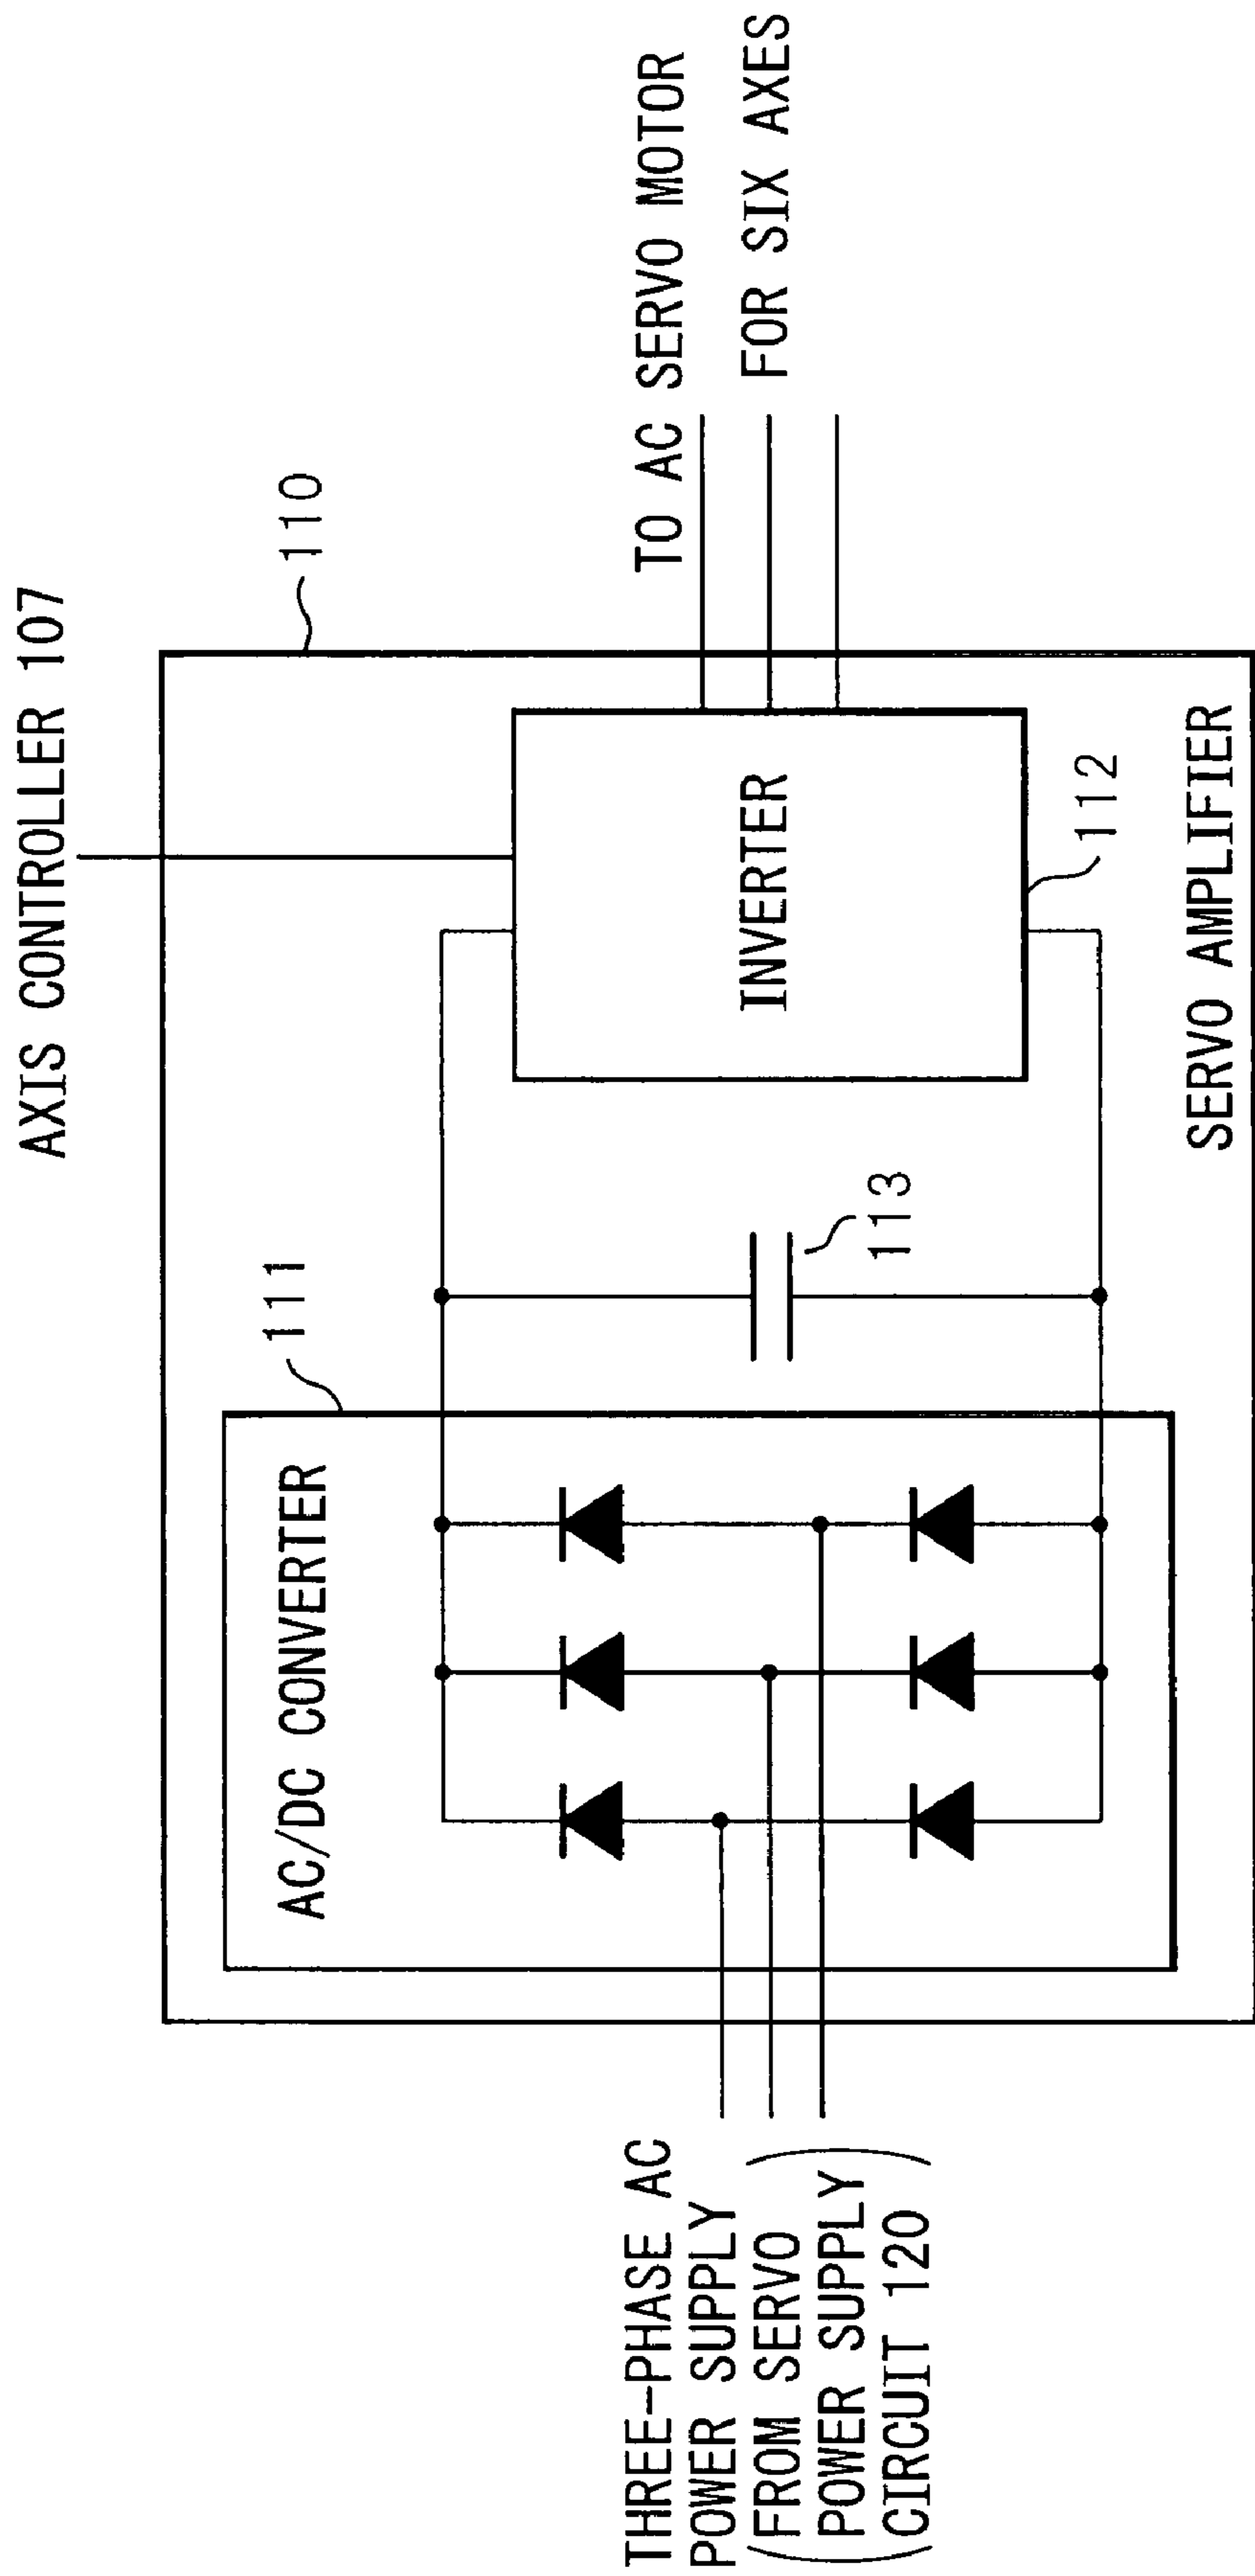 AXIS CONTROLLER 107
110
111
AC/DC CONVERTER
THREE-PHASE AC
POWER SUPPLY
(FROM SERVO
POWER SUPPLY
CIRCUIT 120)
113
INVERTER
112
TO AC SERVO MOTOR
FOR SIX AXES
SERVO AMPLIFIER